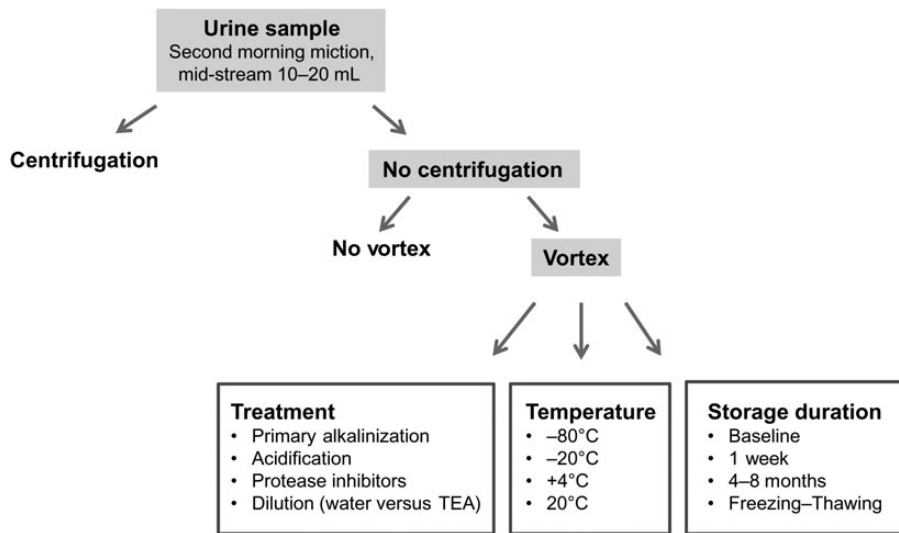 Urine sample
Second morning miction,
mid-stream 10–20 mL
Centrifugation
No centrifugation
No vortex
Vortex
Treatment
• Primary alkalinization
• Acidification
• Protease inhibitors
• Dilution (water versus TEA)
Temperature
• –80°C
• –20°C
• +4°C
• 20°C
Storage duration
• Baseline
• 1 week
• 4–8 months
• Freezing–Thawing